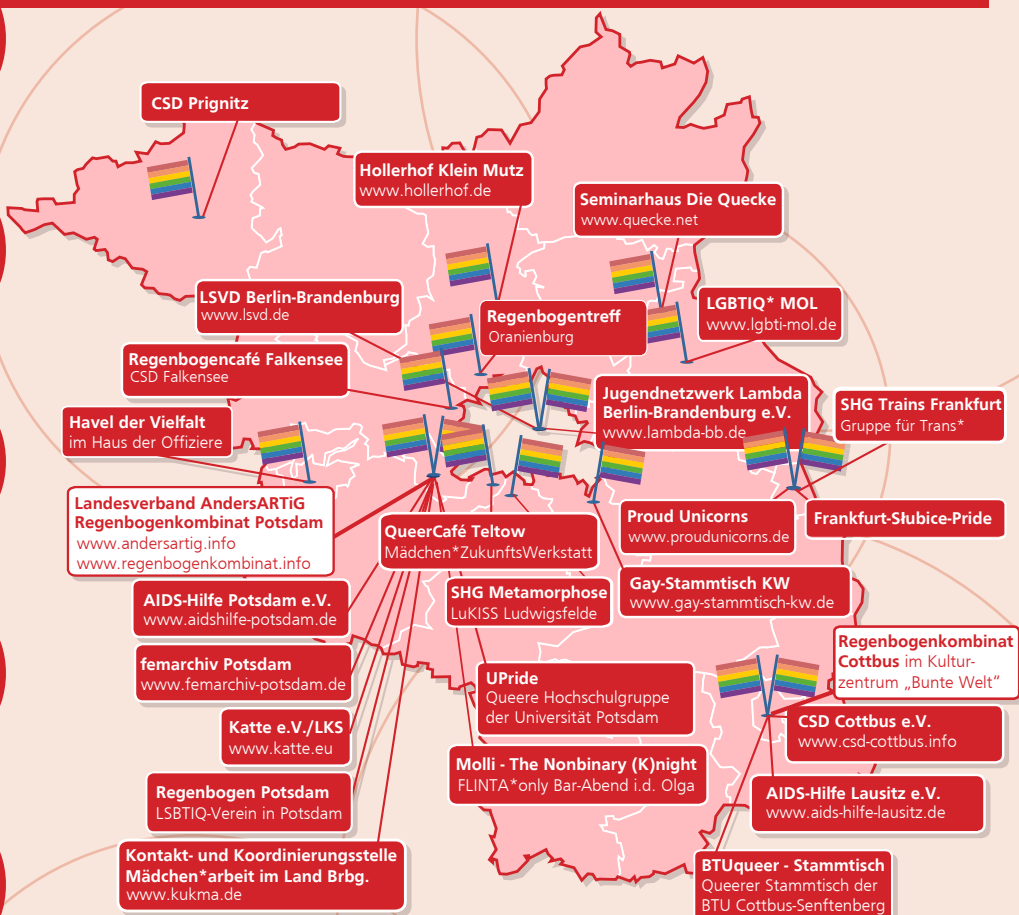 CSD Prignitz
Hollerhof Klein Mutz
www.hollerhof.de
Seminarhaus Die Quecke
www.quecke.net
LSVD Berlin-Brandenburg
www.lsvd.de
Regenbogentreff
Oranienburg
LGBTIQ* MOL
www.lgbti-mol.de
Regenbogencafé Falkensee
CSD Falkensee
Jugendnetzwerk Lambda
Berlin-Brandenburg e.V.
www.lambda-bb.de
SHG Trains Frankfurt
Gruppe für Trans*
Havel der Vielfalt
im Haus der Offiziere
Landesverband AndersARTiG
Regenbogenkombinat Potsdam
www.andersartig.info
www.regenbogenkombinat.info
QueerCafé Teltow
Mädchen*ZukunftsWerkstatt
Proud Unicorns
www.proudunicorns.de
Frankfurt-Słubice-Pride
AIDS-Hilfe Potsdam e.V.
www.aidshilfe-potsdam.de
SHG Metamorphose
LuKISS Ludwigsfelde
Gay-Stammtisch KW
www.gay-stammtisch-kw.de
femarchiv Potsdam
www.femarchiv-potsdam.de
Regenbogenkombinat
Cottbus im Kultur-
zentrum „Bunte Welt“
UPride
Queere Hochschulgruppe
der Universität Potsdam
Katte e.V./LKS
www.katte.eu
CSD Cottbus e.V.
www.csd-cottbus.info
Molli - The Nonbinary (K)night
FLINTA*only Bar-Abend i.d. Olga
Regenbogen Potsdam
LSBTIQ-Verein in Potsdam
AIDS-Hilfe Lausitz e.V.
www.aids-hilfe-lausitz.de
Kontakt- und Koordinierungsstelle
Mädchen*arbeit im Land Brbg.
www.kukma.de
BTUqueer - Stammtisch
Queerer Stammtisch der
BTU Cottbus-Senftenberg